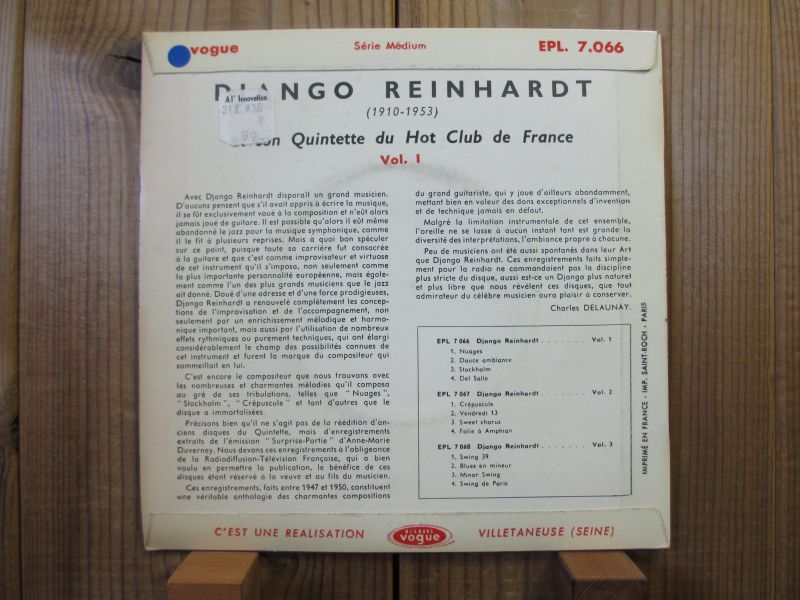 vogue
Série Médium
EPL. 7.066
DJANGO REINHARDT
A l' Innovation
99
(1910-1953)
son Quintette du Hot Club de France
Vol. 1
Avec Django Reinhardt disparaît un grand musicien.
D'aucuns pensent que s'il avait appris à écrire la musique,
il se fût exclusivement voué à la composition et n'eût alors
jamais joué de guitare. Il est possible qu'alors il eût même
abandonné le jazz pour la musique symphonique, comme
il le fit à plusieurs reprises. Mais à quoi bon spéculer
sur ce point, puisque toute sa carrière fut consacrée
à la guitare et que c'est comme improvisateur et virtuose
de cet instrument qu'il s'imposa, non seulement comme
la plus importante personnalité européenne, mais égale-
ment comme l'un des plus grands musiciens que le jazz
ait donné. Doué d'une adresse et d'une force prodigieuses,
Django Reinhardt a renouvelé complètement les concep-
tions de l'improvisation et de l'accompagnement, non
seulement par un enrichissement mélodique et harmo-
nique important, mais aussi par l'utilisation de nombreux
effets rythmiques ou purement techniques, qui ont élargi
considérablement le champ des possibilités connues de
cet instrument et furent la marque du compositeur qui
sommeillait en lui.
C'est encore le compositeur que nous trouvons avec
les nombreuses et charmantes mélodies qu'il composa
au gré de ses tribulations, telles que "Nuages",
"Stockholm", "Crépuscule" et tant d'autres que le
disque a immortalisées.
Précisons bien qu'il ne s'agit pas de la réédition d'an-
ciens disques du Quintette, mais d'enregistrements
extraits de l'émission "Surprise-Partie" d'Anne-Marie
Duverney. Nous devons ces enregistrements à l'obligeance
de la Radiodiffusion-Télévision Française, qui a bien
voulu en permettre la publication, le bénéfice de ces
disques étant réservé à la veuve et au fils du musicien.
Ces enregistrements, faits entre 1947 et 1950, constituent
une véritable anthologie des charmantes compositions
du grand guitariste, qui y joue d'ailleurs abondamment,
mettant bien en valeur des dons exceptionnels d'invention
et de technique jamais en défaut.
Malgré la limitation instrumentale de cet ensemble,
l'oreille ne se lasse à aucun instant tant est grande la
diversité des interprétations, l'ambiance propre à chacune.
Peu de musiciens ont été aussi spontanés dans leur Art
que Django Reinhardt. Ces enregistrements faits simple-
ment pour la radio ne commandaient pas la discipline
plus stricte du disque, aussi est-ce un Django plus naturel
et plus libre que nous révèlent ces disques, que tout
admirateur du célèbre musicien aura plaisir à conserver.
Charles DELAUNAY.
EPL 7 066 Django Reinhardt . . . . . . . Vol. 1
1. Nuages
2. Douce ambiance
3. Stockholm
4. Del Salle
EPL 7 067 Django Reinhardt . . . . . . . Vol. 2
1. Crépuscule
2. Vendredi 13
3. Sweet chorus
4. Folie à Amphion
EPL 7 068 Django Reinhardt . . . . . . . Vol. 3
1. Swing 39
2. Blues en mineur
3. Minor Swing
4. Swing de Paris
IMPRIMÉ EN FRANCE - IMP. SAINT-ROCH - PARIS
C'EST UNE REALISATION
DISQUES
vogue
VILLETANEUSE (SEINE)